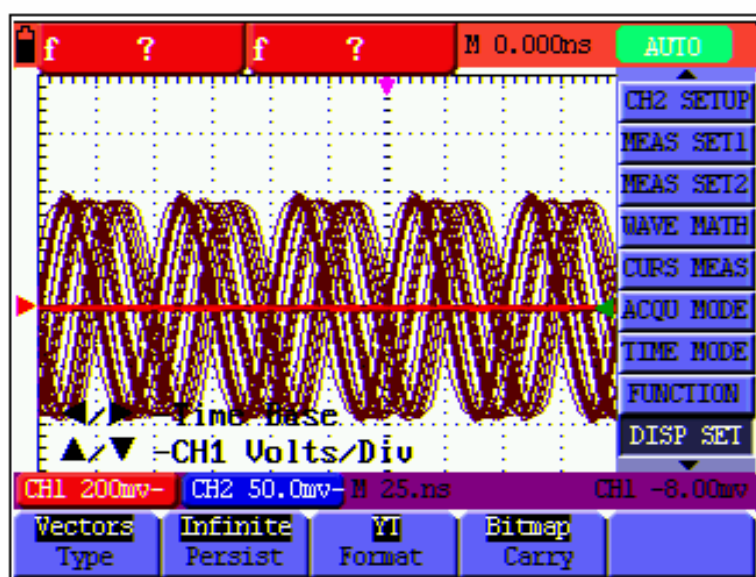 f ? f ? M 0.000ns AUTO
CH2 SETUP
MEAS SET1
MEAS SET2
WAVE MATH
CURS MEAS
ACQU MODE
TIME MODE
FUNCTION
DISP SET
◀/▶ -Time Base
▲/▼ -CH1 Volts/Div
CH1 200mv- CH2 50.0mv- M 25.ns CH1 -8.00mv
Vectors Infinite YT Bitmap
Type Persist Format Carry